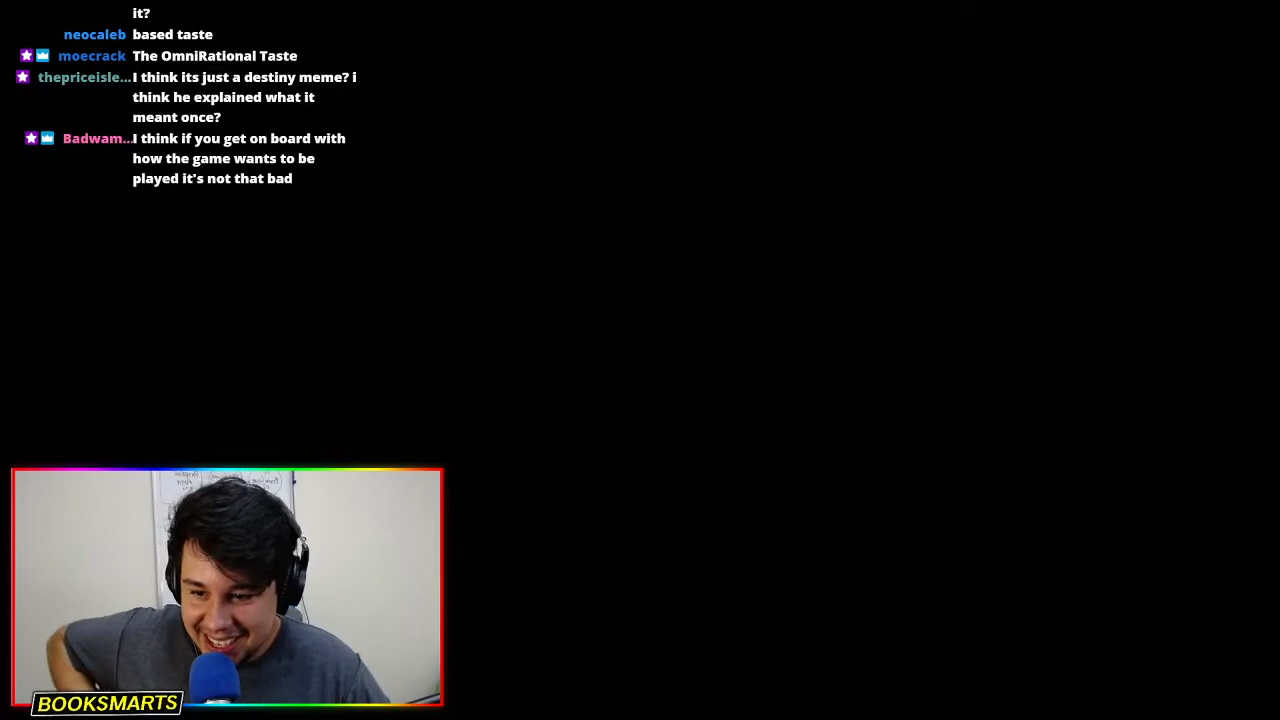 it?
neocaleb based taste
moecrack The OmniRational Taste
thepriceisle... I think its just a destiny meme? i
think he explained what it
meant once?
Badwam... I think if you get on board with
how the game wants to be
played it's not that bad
BOOKSMARTS